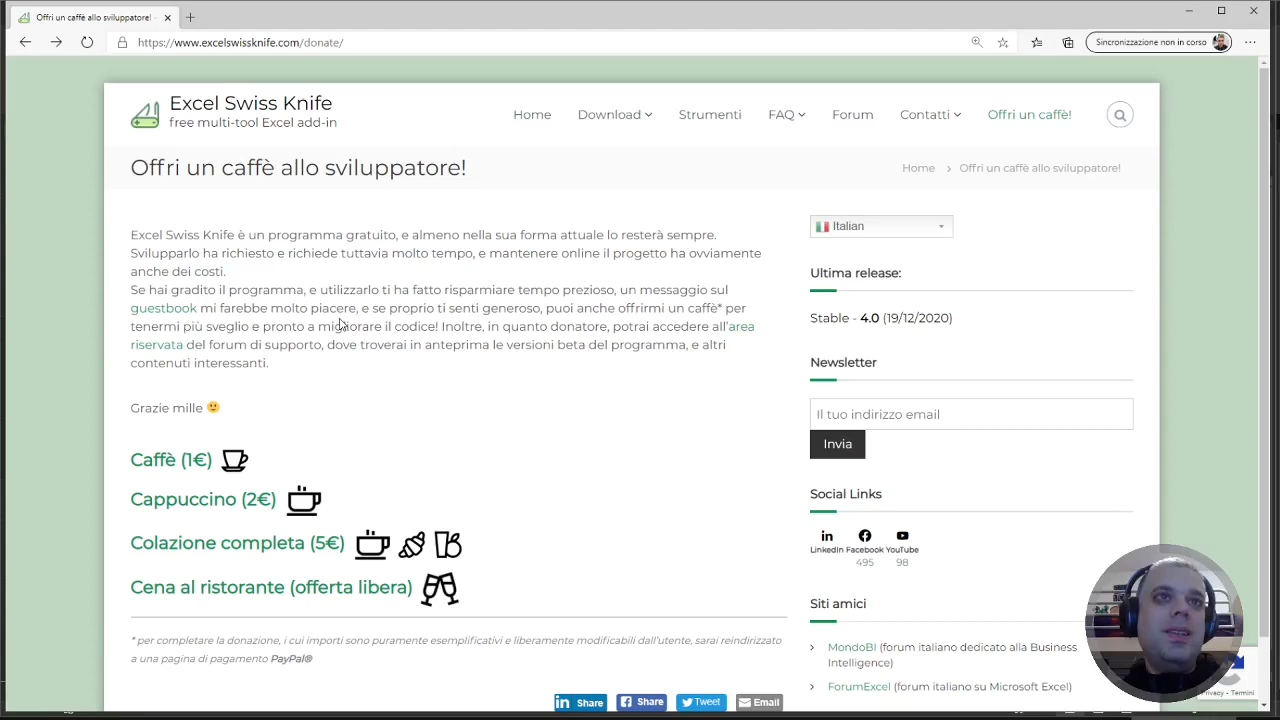 Offri un caffè allo sviluppatore! -
https://www.excelswissknife.com/donate/
Sincronizzazione non in corso
Excel Swiss Knife
free multi-tool Excel add-in
Home
Download
Strumenti
FAQ
Forum
Contatti
Offri un caffè!
Offri un caffè allo sviluppatore!
Home > Offri un caffè allo sviluppatore!
Excel Swiss Knife è un programma gratuito, e almeno nella sua forma attuale lo resterà sempre.
Svilupparlo ha richiesto e richiede tuttavia molto tempo, e mantenere online il progetto ha ovviamente
anche dei costi.
Se hai gradito il programma, e utilizzarlo ti ha fatto risparmiare tempo prezioso, un messaggio sul
guestbook mi farebbe molto piacere, e se proprio ti senti generoso, puoi anche offrirmi un caffè* per
tenermi più sveglio e pronto a migliorare il codice! Inoltre, in quanto donatore, potrai accedere all'area
riservata del forum di supporto, dove troverai in anteprima le versioni beta del programma, e altri
contenuti interessanti.
Grazie mille 🙂
Caffè (1€)
Cappuccino (2€)
Colazione completa (5€)
Cena al ristorante (offerta libera)
* per completare la donazione, i cui importi sono puramente esemplificativi e liberamente modificabili dall'utente, sarai reindirizzato
a una pagina di pagamento PayPal®
Share
Share
Tweet
Email
Italian
Ultima release:
Stable - 4.0 (19/12/2020)
Newsletter
Il tuo indirizzo email
Invia
Social Links
LinkedIn Facebook YouTube
495 98
Siti amici
MondoBI (forum italiano dedicato alla Business
Intelligence)
ForumExcel (forum italiano su Microsoft Excel)
Privacy - Termini